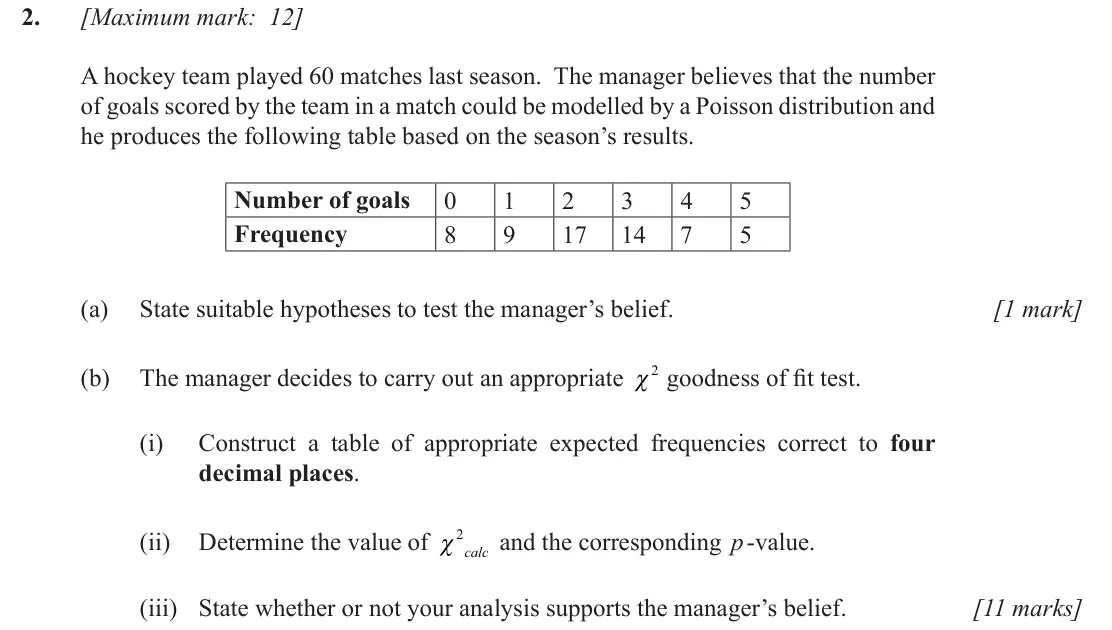 2. [Maximum mark: 12]
A hockey team played 60 matches last season. The manager believes that the number
of goals scored by the team in a match could be modelled by a Poisson distribution and
he produces the following table based on the season’s results.
Number of goals 0 1 2 3 4 5
Frequency 8 9 17 14 7 5
(a) State suitable hypotheses to test the manager’s belief. [1 mark]
(b) The manager decides to carry out an appropriate χ² goodness of fit test.
(i) Construct a table of appropriate expected frequencies correct to four
decimal places.
(ii) Determine the value of χ²calc and the corresponding p-value.
(iii) State whether or not your analysis supports the manager’s belief. [11 marks]